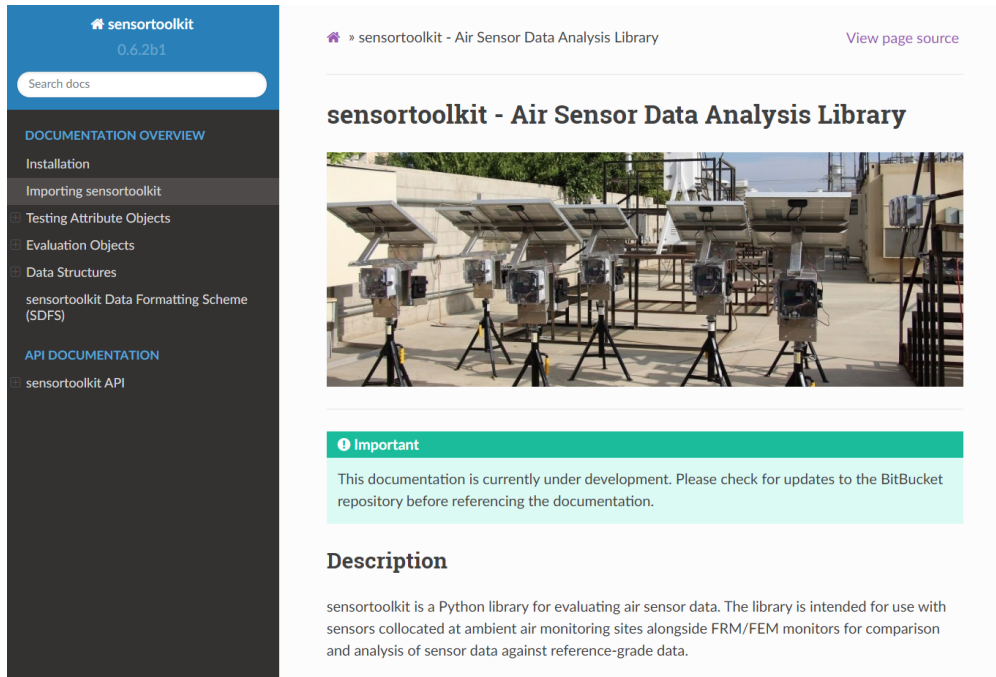 sensortoolkit
0.6.2b1
Search docs
DOCUMENTATION OVERVIEW
Installation
Importing sensortoolkit
Testing Attribute Objects
Evaluation Objects
Data Structures
sensortoolkit Data Formatting Scheme
(SDFS)
API DOCUMENTATION
sensortoolkit API
» sensortoolkit - Air Sensor Data Analysis Library
View page source
sensortoolkit - Air Sensor Data Analysis Library
Important
This documentation is currently under development. Please check for updates to the BitBucket
repository before referencing the documentation.
Description
sensortoolkit is a Python library for evaluating air sensor data. The library is intended for use with
sensors collocated at ambient air monitoring sites alongside FRM/FEM monitors for comparison
and analysis of sensor data against reference-grade data.